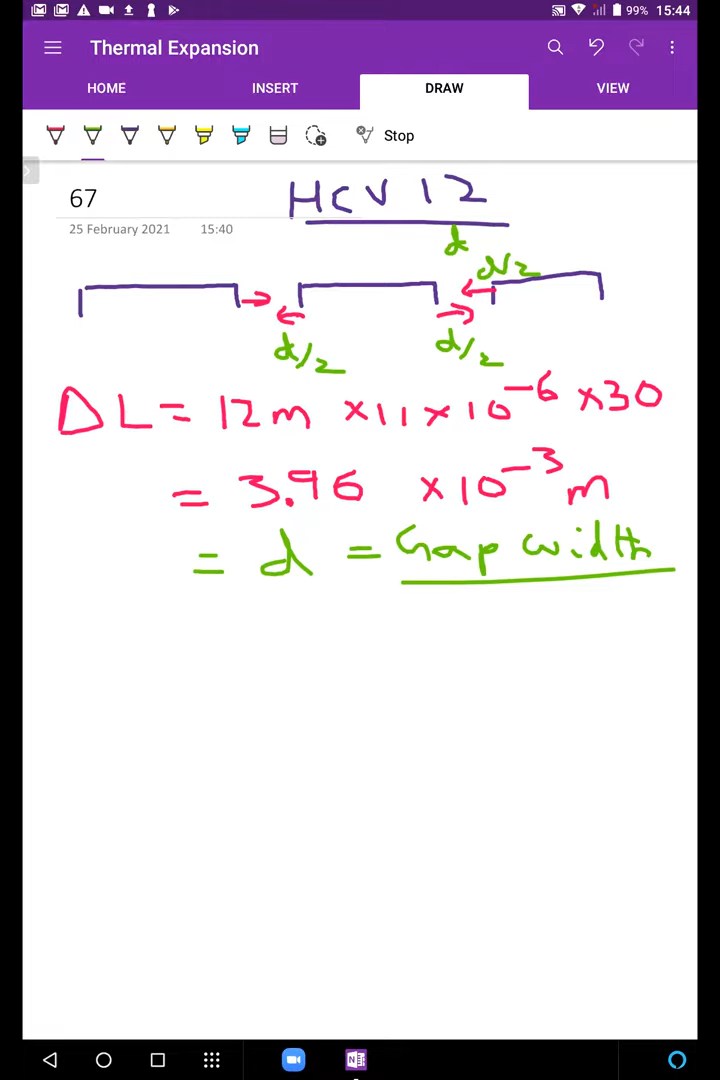 99% 15:44
Thermal Expansion
HOME INSERT DRAW VIEW
Stop
67
HCV 12
25 February 2021 15:40
d
d/2
d/2 d/2
ΔL = 12m × 11 × 10⁻⁶ × 30
= 3.96 × 10⁻³ m
= d = Gap width